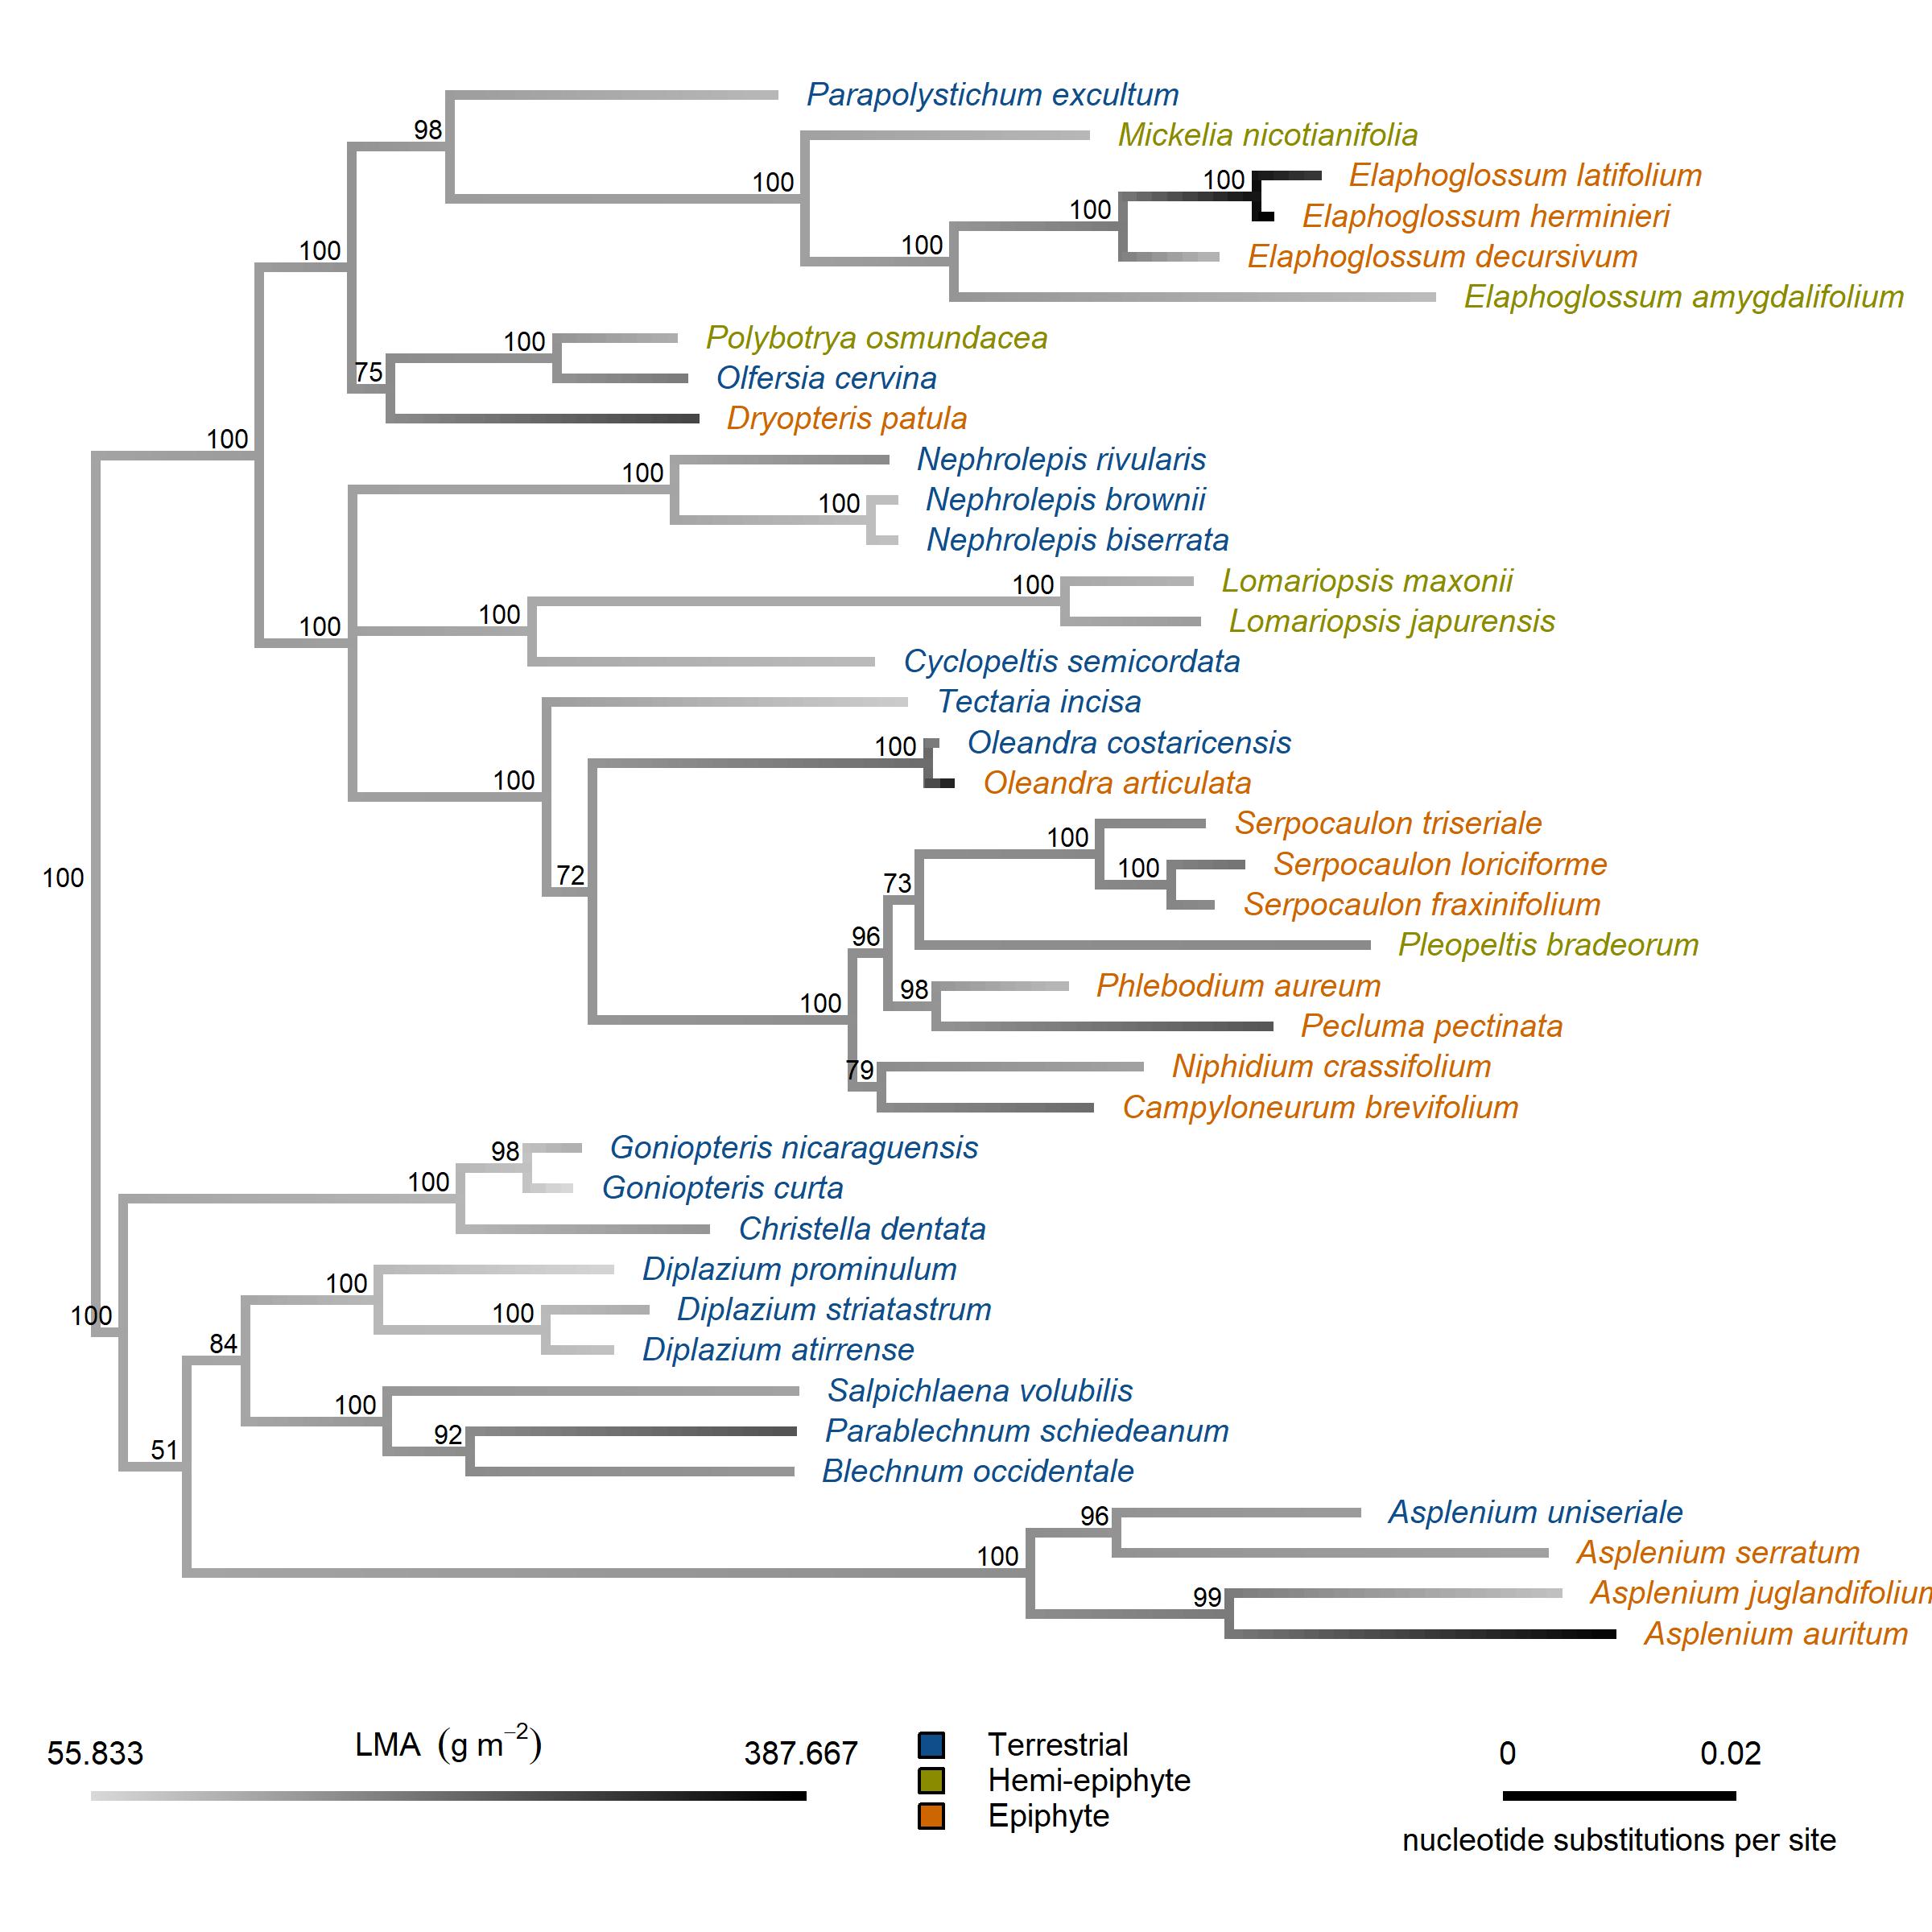 Parapolystichum excultum
98
Mickelia nicotianifolia
100
100 Elaphoglossum latifolium
100 Elaphoglossum herminieri
100
100 Elaphoglossum decursivum
Elaphoglossum amygdalifolium
100 Polybotrya osmundacea
75 Olfersia cervina
Dryopteris patula
100
100 Nephrolepis rivularis
100 Nephrolepis brownii
Nephrolepis biserrata
100 Lomariopsis maxonii
100 100 Lomariopsis japurensis
Cyclopeltis semicordata
Tectaria incisa
100 Oleandra costaricensis
100 Oleandra articulata
Serpocaulon triseriale
100
100 Serpocaulon loriciforme
100 72 73
Serpocaulon fraxinifolium
96 Pleopeltis bradeorum
98 Phlebodium aureum
100
Pecluma pectinata
79 Niphidium crassifolium
Campyloneurum brevifolium
98 Goniopteris nicaraguensis
100 Goniopteris curta
Christella dentata
100 Diplazium prominulum
100 100 Diplazium striatastrum
84 Diplazium atirrense
Salpichlaena volubilis
100
92 Parablechnum schiedeanum
51
Blechnum occidentale
96 Asplenium uniseriale
100 Asplenium serratum
99 Asplenium juglandifoliu
Asplenium auritum
55.833 LMA (g m−2) 387.667
Terrestrial
Hemi-epiphyte
Epiphyte
0 0.02
nucleotide substitutions per site